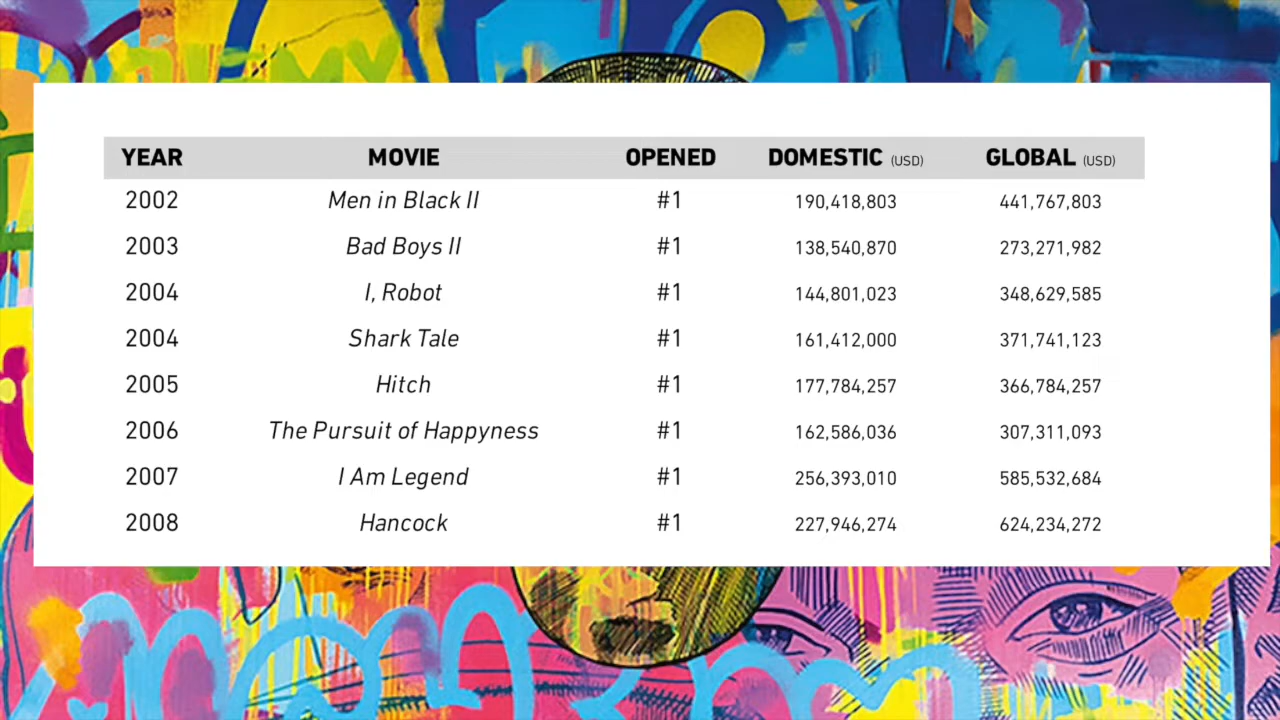 YEAR MOVIE OPENED DOMESTIC (USD) GLOBAL (USD)
2002 Men in Black II #1 190,418,803 441,767,803
2003 Bad Boys II #1 138,540,870 273,271,982
2004 I, Robot #1 144,801,023 348,629,585
2004 Shark Tale #1 161,412,000 371,741,123
2005 Hitch #1 177,784,257 366,784,257
2006 The Pursuit of Happyness #1 162,586,036 307,311,093
2007 I Am Legend #1 256,393,010 585,532,684
2008 Hancock #1 227,946,274 624,234,272